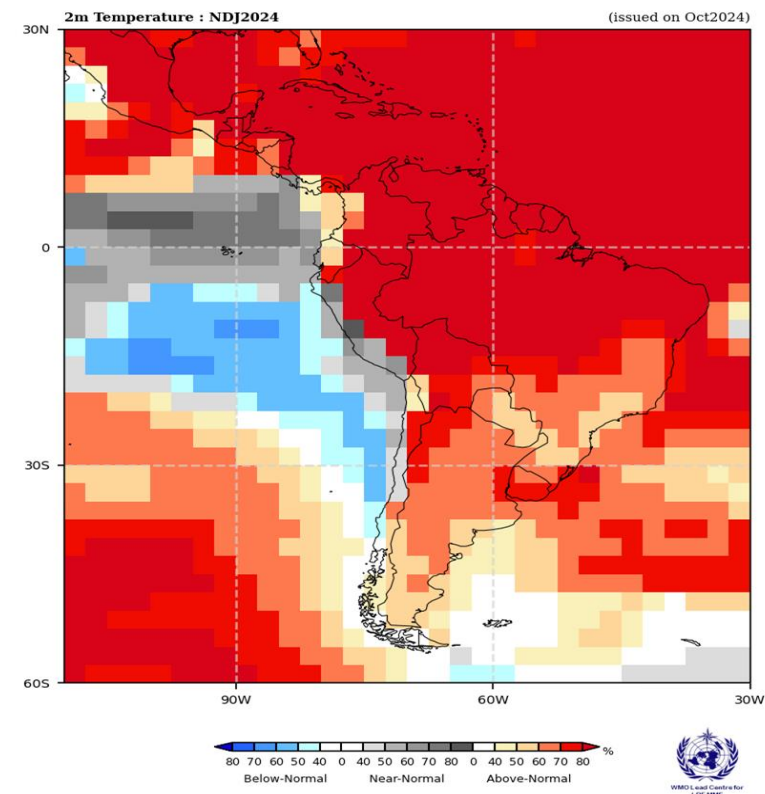 2m Temperature : NDJ2024 (issued on Oct2024)
30N
0
30S
60S
90W 60W 30W
80 70 60 50 40 0 40 50 60 70 80 0 40 50 60 70 80 %
Below-Normal Near-Normal Above-Normal
WMO Lead Centre for